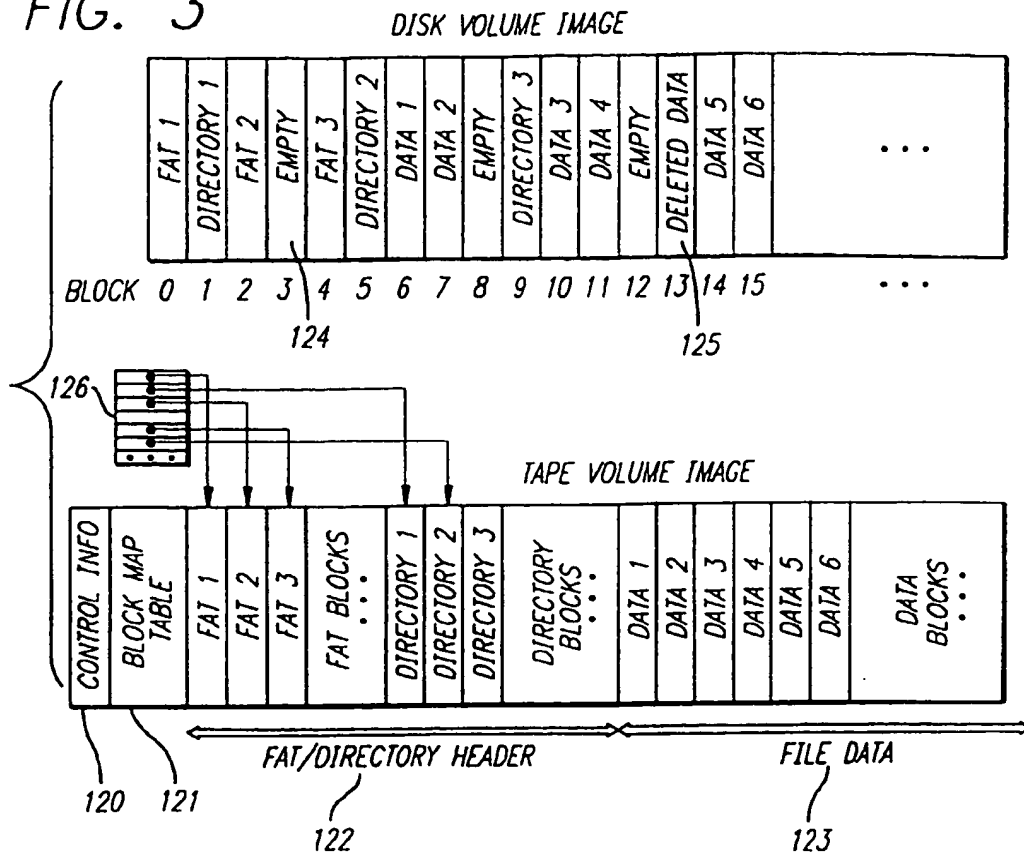 FIG. 3
DISK VOLUME IMAGE
FAT 1
DIRECTORY 1
FAT 2
EMPTY
FAT 3
DIRECTORY 2
DATA 1
DATA 2
EMPTY
DIRECTORY 3
DATA 3
DATA 4
EMPTY
DELETED DATA
DATA 5
DATA 6
...
BLOCK 0 1 2 3 4 5 6 7 8 9 10 11 12 13 14 15 ...
124
125
126
TAPE VOLUME IMAGE
CONTROL INFO
BLOCK MAP
TABLE
FAT 1
FAT 2
FAT 3
FAT BLOCKS
...
DIRECTORY 1
DIRECTORY 2
DIRECTORY 3
DIRECTORY
BLOCKS...
DATA 1
DATA 2
DATA 3
DATA 4
DATA 5
DATA 6
DATA
BLOCKS...
FAT/DIRECTORY HEADER
FILE DATA
120
121
122
123